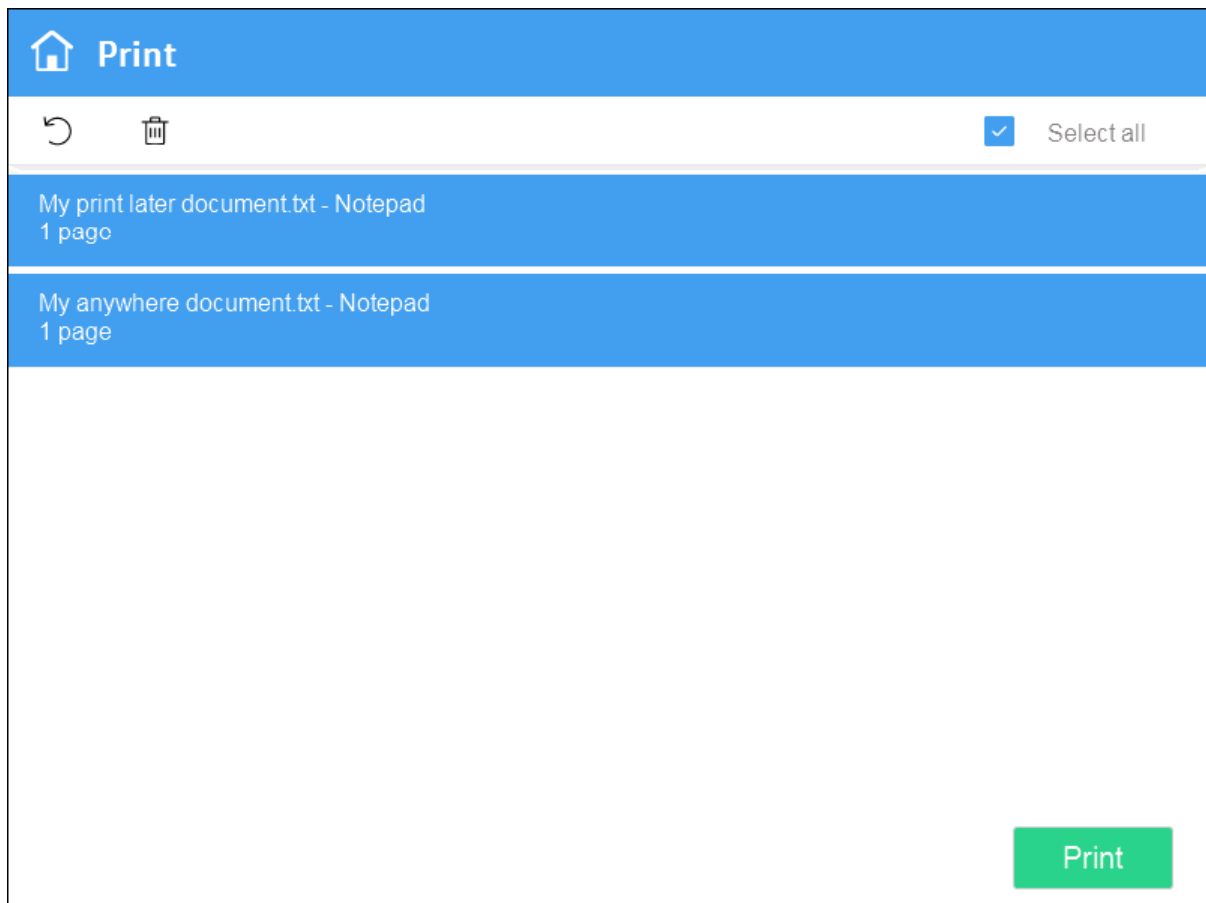 Print
Select all
My print later document.txt - Notepad
1 page
My anywhere document.txt - Notepad
1 page
Print